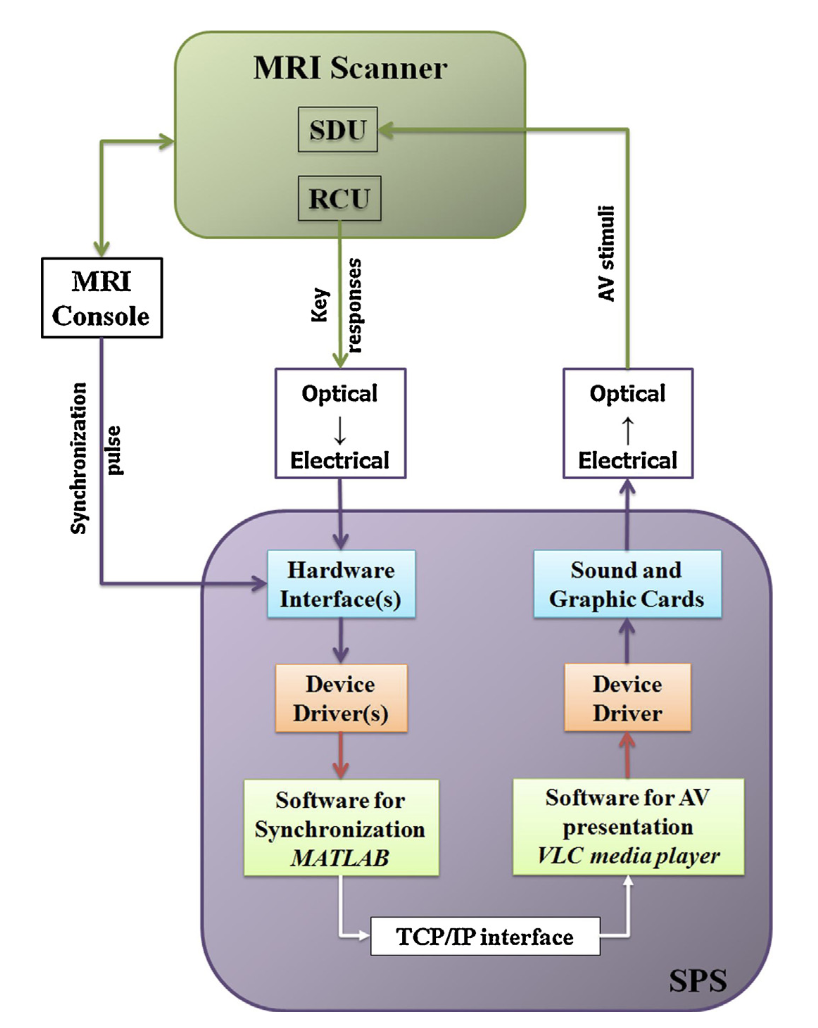 MRI Scanner
SDU
RCU
MRI
Console
Key
responses
AV stimuli
Synchronization
pulse
Optical
↓
Electrical
Optical
↑
Electrical
Hardware
Interface(s)
Sound and
Graphic Cards
Device
Driver(s)
Device
Driver
Software for
Synchronization
MATLAB
Software for AV
presentation
VLC media player
TCP/IP interface
SPS